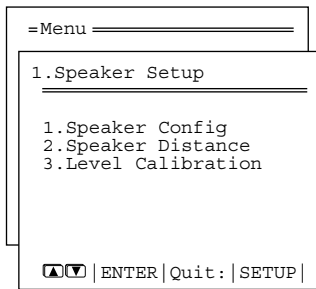 =Menu
1.Speaker Setup
1.Speaker Config
2.Speaker Distance
3.Level Calibration
▲▼|ENTER|Quit:|SETUP|